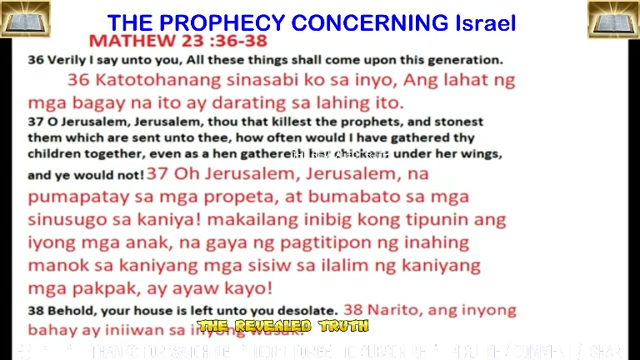 THE PROPHECY CONCERNING Israel
MATHEW 23 :36-38
36 Verily I say unto you, All these things shall come upon this generation.
36 Katotohanang sinasabi ko sa inyo, Ang lahat ng
mga bagay na ito ay darating sa lahing ito.
37 O Jerusalem, Jerusalem, thou that killest the prophets, and stonest
them which are sent unto thee, how often would I have gathered thy
children together, even as a hen gathereth her chickens under her wings,
and ye would not! 37 Oh Jerusalem, Jerusalem, na
pumapatay sa mga propeta, at bumabato sa mga
sinusugo sa kaniya! makailang inibig kong tipunin ang
iyong mga anak, na gaya ng pagtitipon ng inahing
manok sa kaniyang mga sisiw sa ilalim ng kaniyang
mga pakpak, ay ayaw kayo!
38 Behold, your house is left unto you desolate. 38 Narito, ang inyong
bahay ay iniiwan sa inyong wasak.
THE REVEALED TRUTH